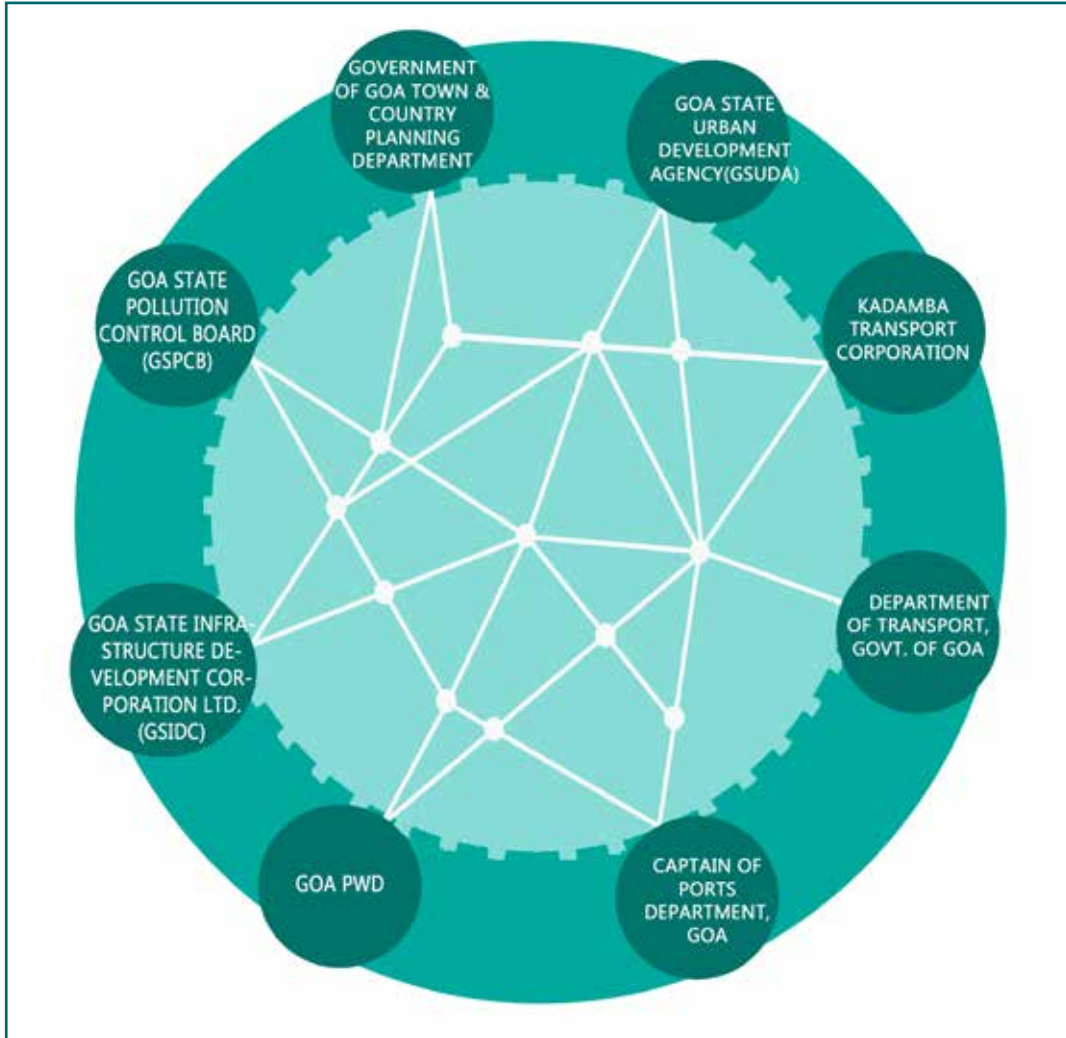 GOVERNMENT
OF GOA TOWN &
COUNTRY
PLANNING
DEPARTMENT
GOA STATE
URBAN
DEVELOPMENT
AGENCY(GSUDA)
GOA STATE
POLLUTION
CONTROL BOARD
(GSPCB)
KADAMBA
TRANSPORT
CORPORATION
GOA STATE INFRA-
STRUCTURE DE-
VELOPMENT COR-
PORATION LTD.
(GSIDC)
DEPARTMENT
OF TRANSPORT,
GOVT. OF GOA
GOA PWD
CAPTAIN OF
PORTS
DEPARTMENT,
GOA